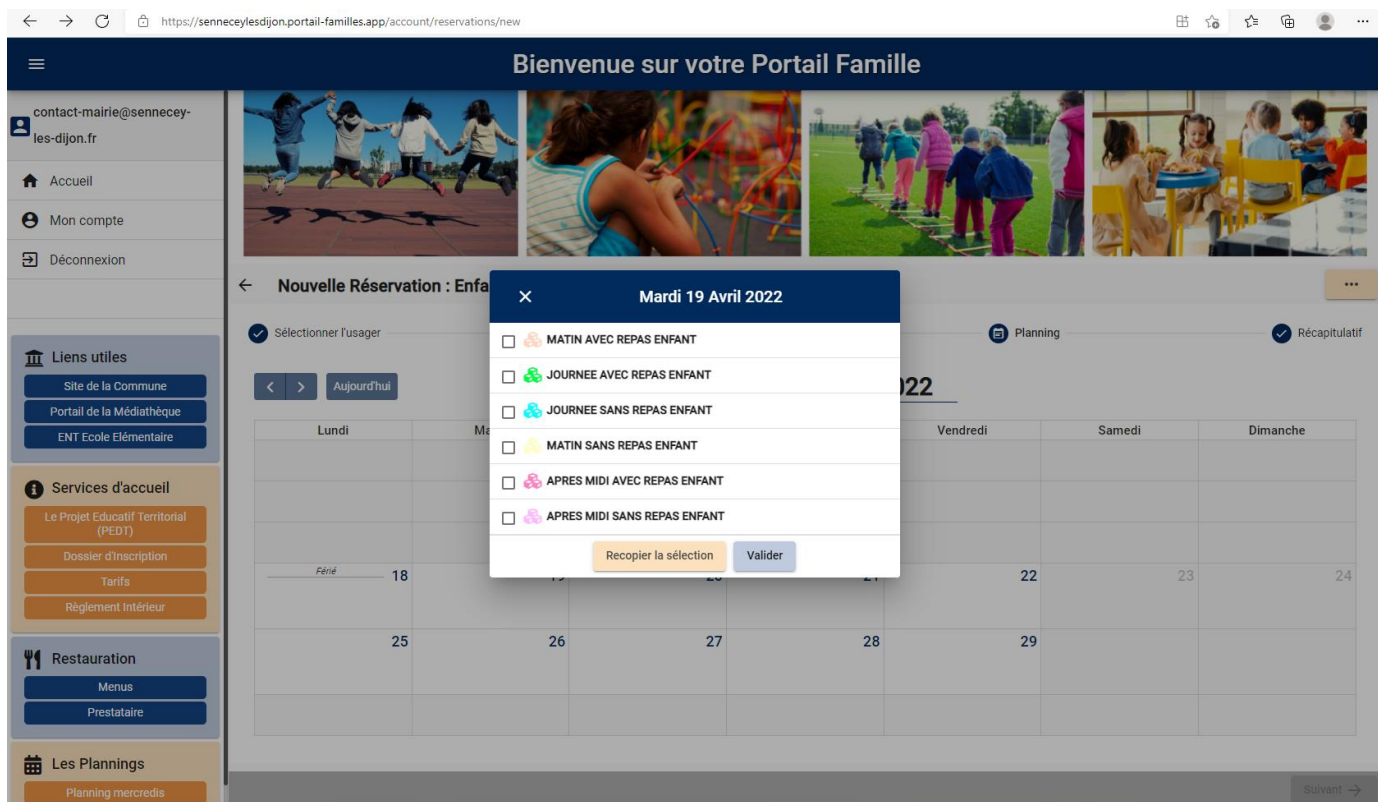 https://senneceylesdijon.portail-familles.app/account/reservations/new
Bienvenue sur votre Portail Famille
contact-mairie@sennecey-
les-dijon.fr
Accueil
Mon compte
Déconnexion
Liens utiles
Site de la Commune
Portail de la Médiathèque
ENT Ecole Elémentaire
Services d'accueil
Le Projet Educatif Territorial
(PEDT)
Dossier d'Inscription
Tarifs
Règlement Intérieur
Restauration
Menus
Prestataire
Les Plannings
Planning mercredis
Nouvelle Réservation : Enfa
Sélectionner l'usager
Planning
Récapitulatif
Aujourd'hui
022
Lundi
Ma
Vendredi
Samedi
Dimanche
Mardi 19 Avril 2022
MATIN AVEC REPAS ENFANT
JOURNEE AVEC REPAS ENFANT
JOURNEE SANS REPAS ENFANT
MATIN SANS REPAS ENFANT
APRES MIDI AVEC REPAS ENFANT
APRES MIDI SANS REPAS ENFANT
Recopier la sélection Valider
Férié 18 22 23 24
25 26 27 28 29
Suivant